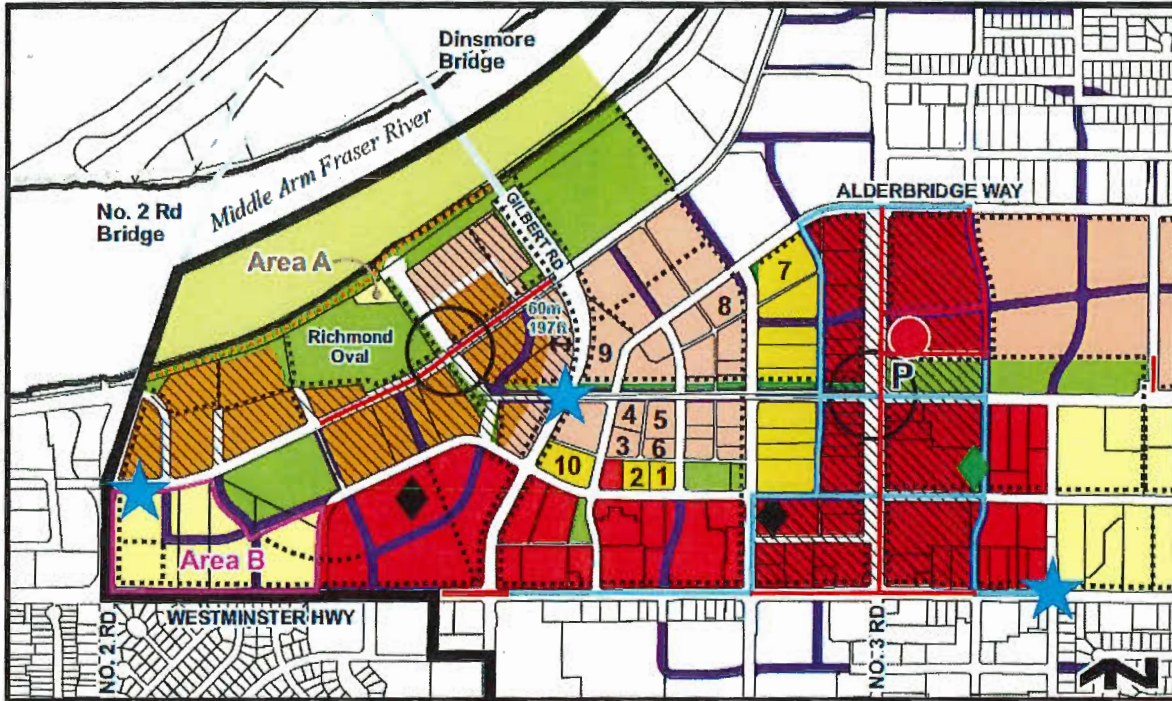 Dinsmore
Bridge
Middle Arm Fraser River
No. 2 Rd
Bridge
ALDERBRIDGE WAY
GILBERT RD
Area A
7
60m
197ft
8
Richmond
Oval
9
P
4
5
3
6
10
2
1
Area B
WESTMINSTER HWY
NO. 2 RD
NO. 3 RD
N